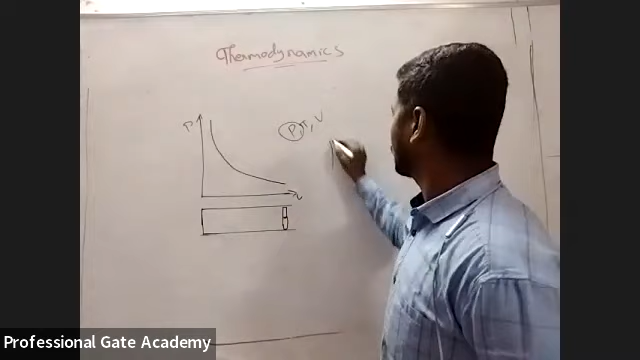 Thermodynamics
P
P, T, V
v
Professional Gate Academy